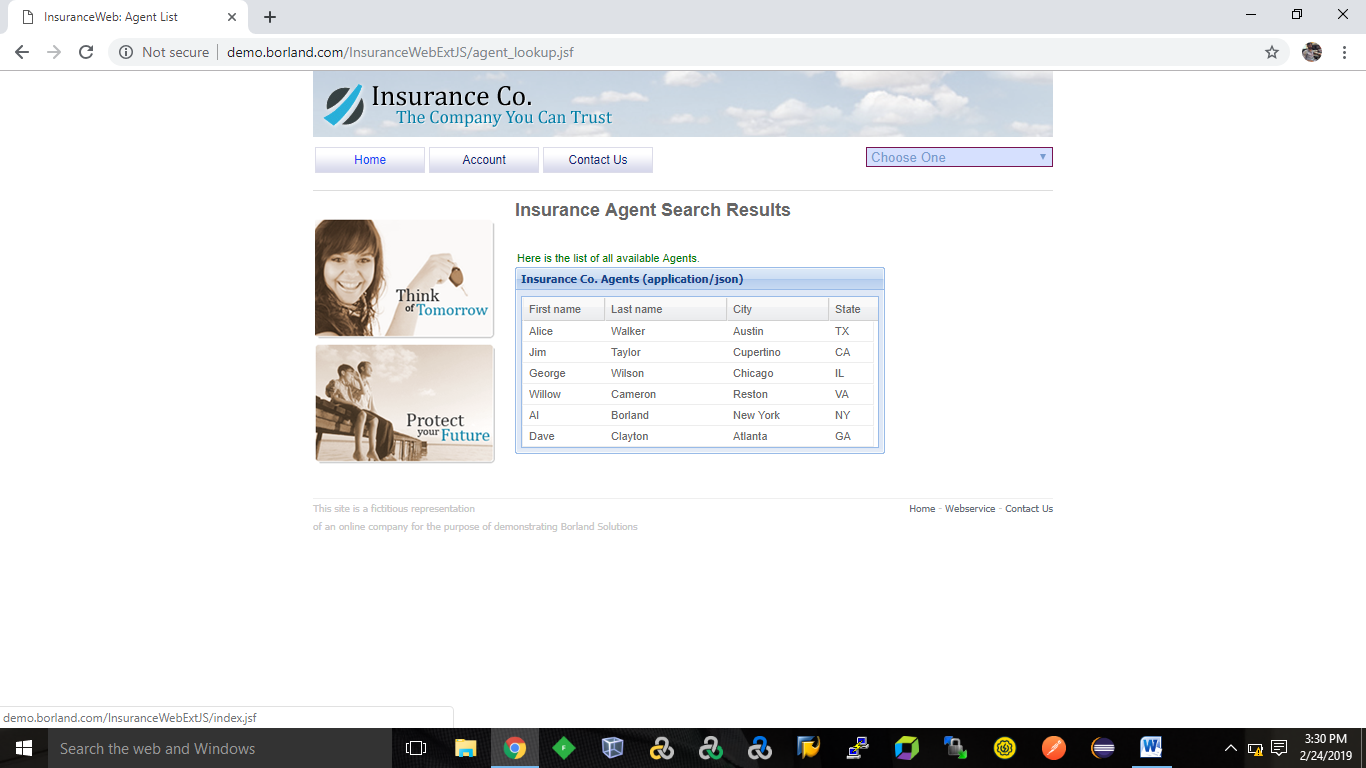 InsuranceWeb: Agent List
Not secure demo.borland.com/InsuranceWebExtJS/agent_lookup.jsf
Insurance Co.
The Company You Can Trust
Home Account Contact Us Choose One
Insurance Agent Search Results
Think
of Tomorrow
Protect
your Future
Here is the list of all available Agents.
Insurance Co. Agents (application/json)
First name Last name City State
Alice Walker Austin TX
Jim Taylor Cupertino CA
George Wilson Chicago IL
Willow Cameron Reston VA
Al Borland New York NY
Dave Clayton Atlanta GA
This site is a fictitious representation
of an online company for the purpose of demonstrating Borland Solutions
Home - Webservice - Contact Us
demo.borland.com/InsuranceWebExtJS/index.jsf
Search the web and Windows
3:30 PM
2/24/2019